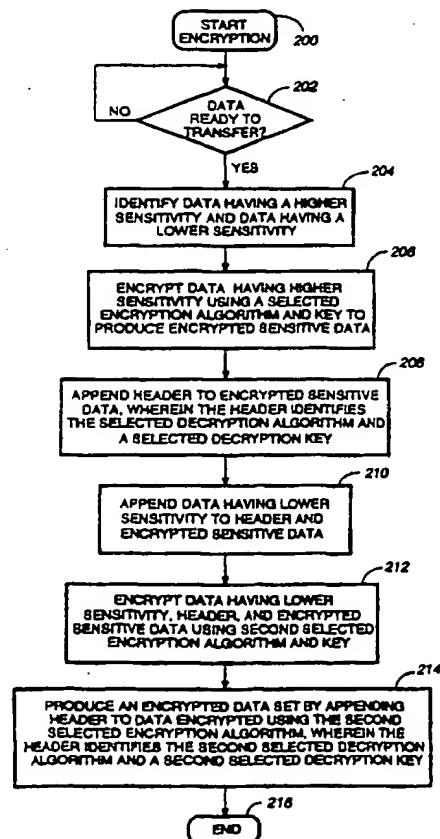 START
ENCRYPTION
200
202
DATA
READY TO
TRANSFER?
NO
YES
204
IDENTIFY DATA HAVING A HIGHER
SENSITIVITY AND DATA HAVING A
LOWER SENSITIVITY
206
ENCRYPT DATA HAVING HIGHER
SENSITIVITY USING A SELECTED
ENCRYPTION ALGORITHM AND KEY TO
PRODUCE ENCRYPTED SENSITIVE DATA
208
APPEND HEADER TO ENCRYPTED SENSITIVE
DATA, WHEREIN THE HEADER IDENTIFIES
THE SELECTED DECRYPTION ALGORITHM AND
A SELECTED DECRYPTION KEY
210
APPEND DATA HAVING LOWER
SENSITIVITY TO HEADER AND
ENCRYPTED SENSITIVE DATA
212
ENCRYPT DATA HAVING LOWER
SENSITIVITY, HEADER, AND ENCRYPTED
SENSITIVE DATA USING SECOND SELECTED
ENCRYPTION ALGORITHM AND KEY
214
PRODUCE AN ENCRYPTED DATA SET BY APPENDING
HEADER TO DATA ENCRYPTED USING THE SECOND
SELECTED ENCRYPTION ALGORITHM, WHEREIN
THE HEADER IDENTIFIES THE SECOND SELECTED DECRYPTION
ALGORITHM AND A SECOND SELECTED DECRYPTION KEY
216
END